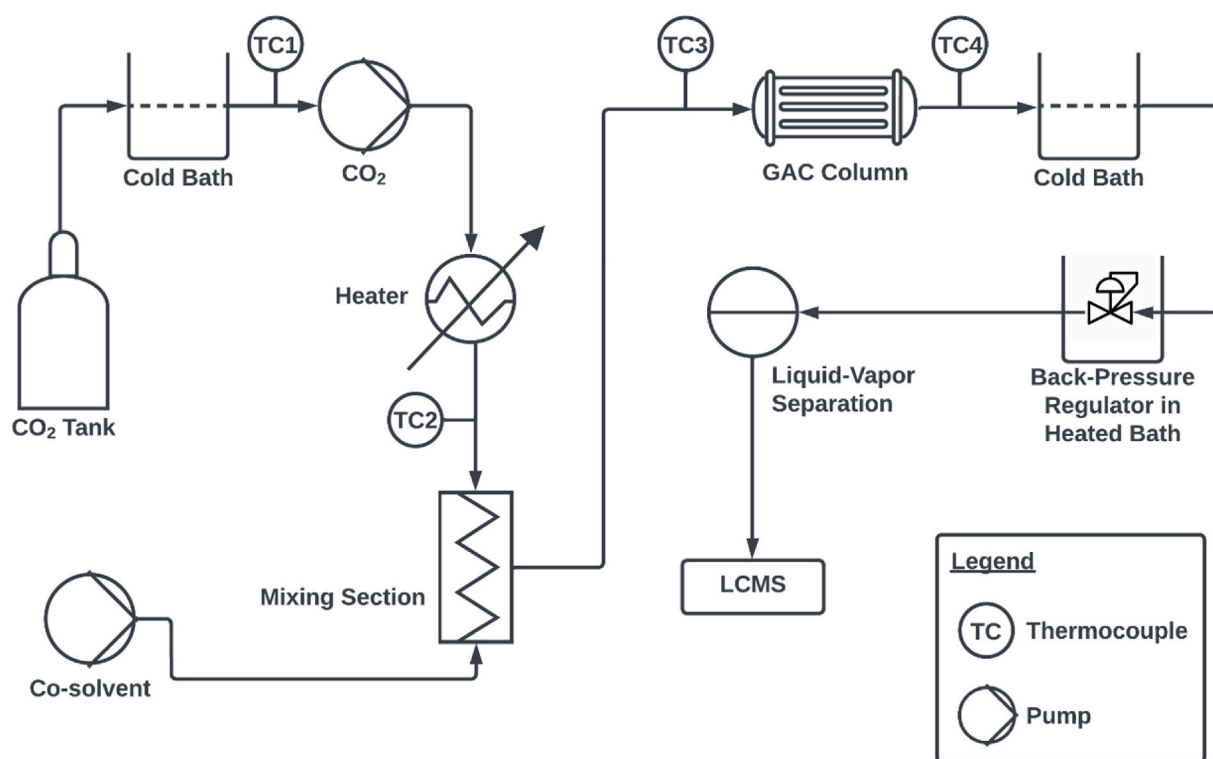 TC1
TC3
TC4
Cold Bath
CO₂
GAC Column
Cold Bath
Heater
CO₂ Tank
TC2
Liquid-Vapor
Separation
Back-Pressure
Regulator in
Heated Bath
Mixing Section
LCMS
Co-solvent
Legend
TC Thermocouple
Pump